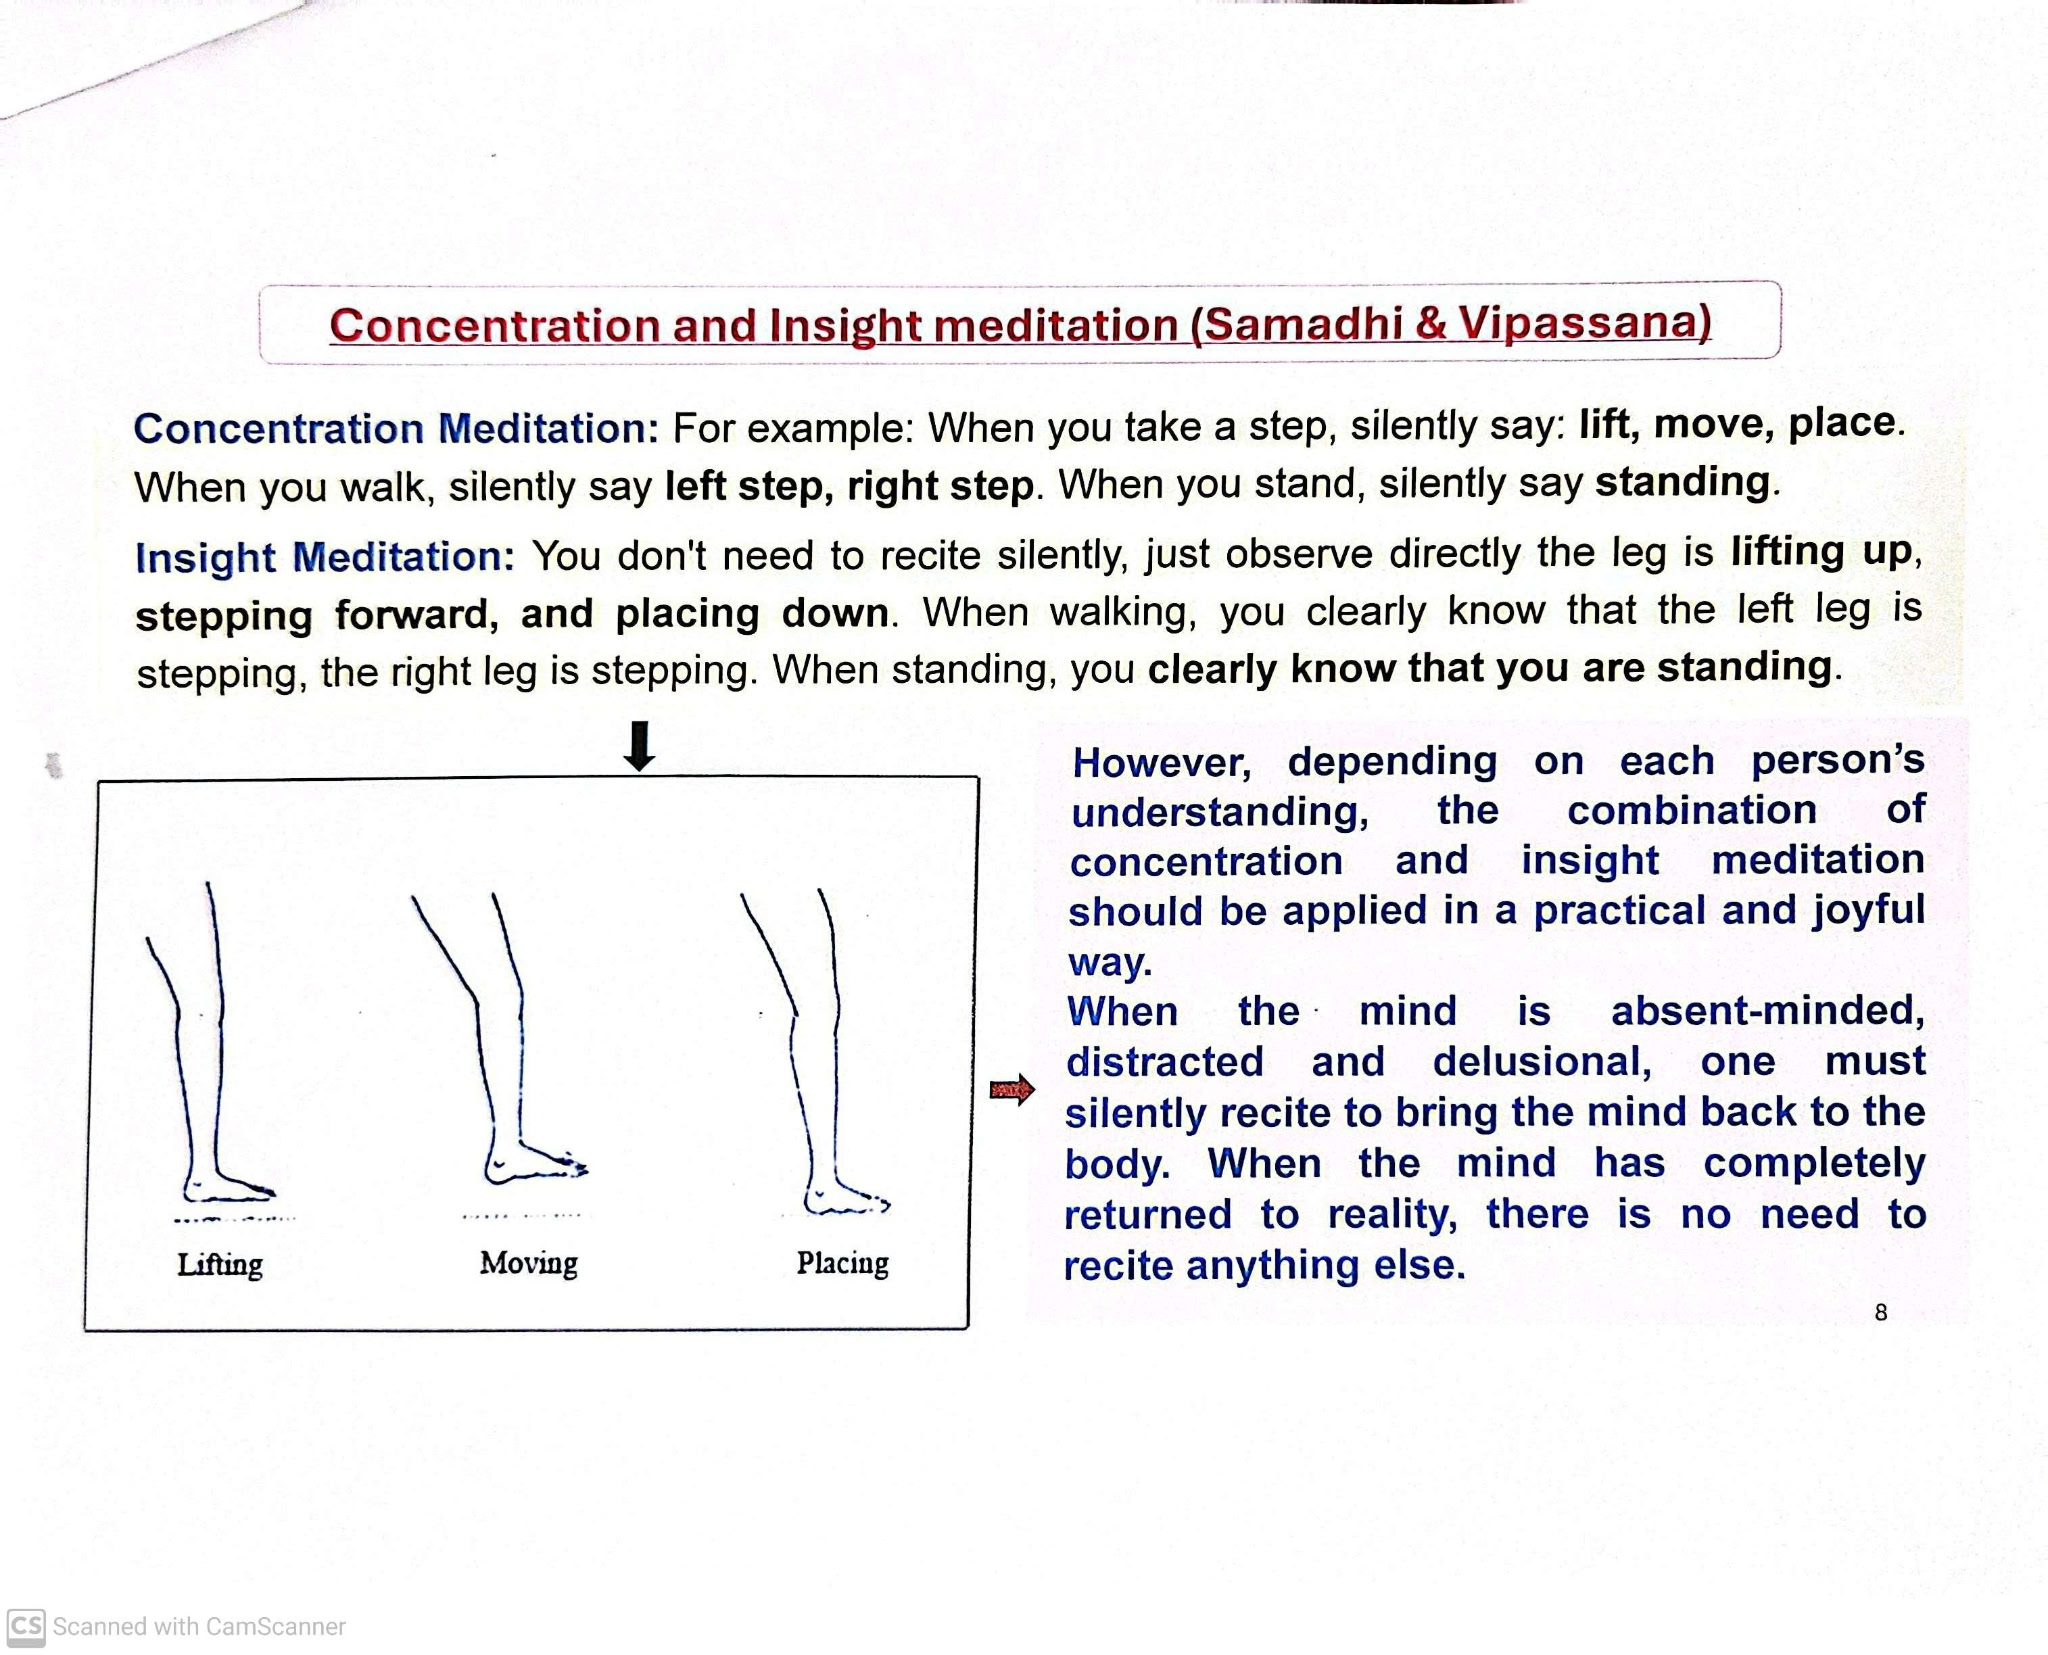 Concentration and Insight meditation (Samadhi & Vipassana)
Concentration Meditation: For example: When you take a step, silently say: lift, move, place.
When you walk, silently say left step, right step. When you stand, silently say standing.
Insight Meditation: You don't need to recite silently, just observe directly the leg is lifting up,
stepping forward, and placing down. When walking, you clearly know that the left leg is
stepping, the right leg is stepping. When standing, you clearly know that you are standing.
Lifting
Moving
Placing
However, depending on each person’s
understanding, the combination of
concentration and insight meditation
should be applied in a practical and joyful
way.
When the mind is absent-minded,
distracted and delusional, one must
silently recite to bring the mind back to the
body. When the mind has completely
returned to reality, there is no need to
recite anything else.
8
CS Scanned with CamScanner